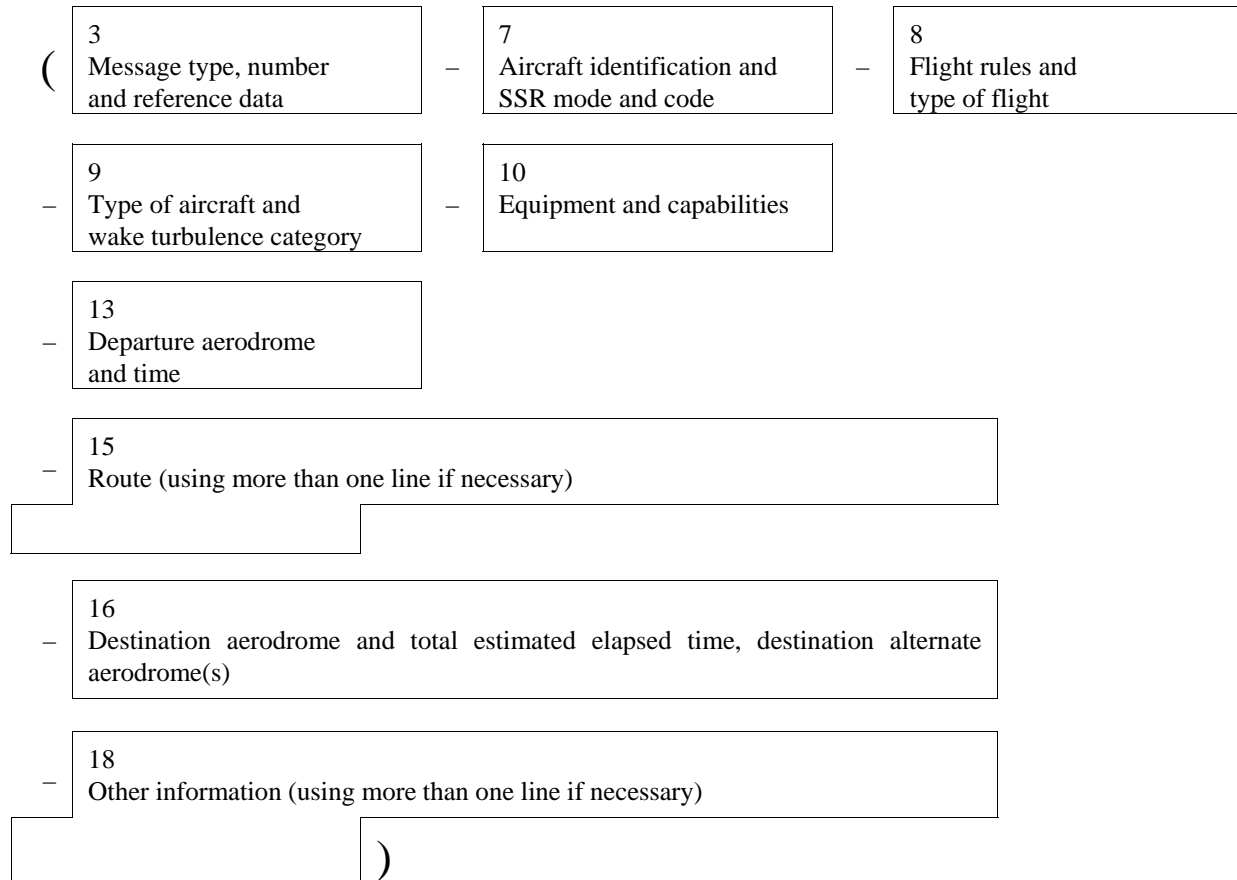 (
3
Message type, number
and reference data
–
7
Aircraft identification and
SSR mode and code
–
8
Flight rules and
type of flight
–
9
Type of aircraft and
wake turbulence category
–
10
Equipment and capabilities
–
13
Departure aerodrome
and time
–
15
Route (using more than one line if necessary)
–
16
Destination aerodrome and total estimated elapsed time, destination alternate
aerodrome(s)
–
18
Other information (using more than one line if necessary)
)